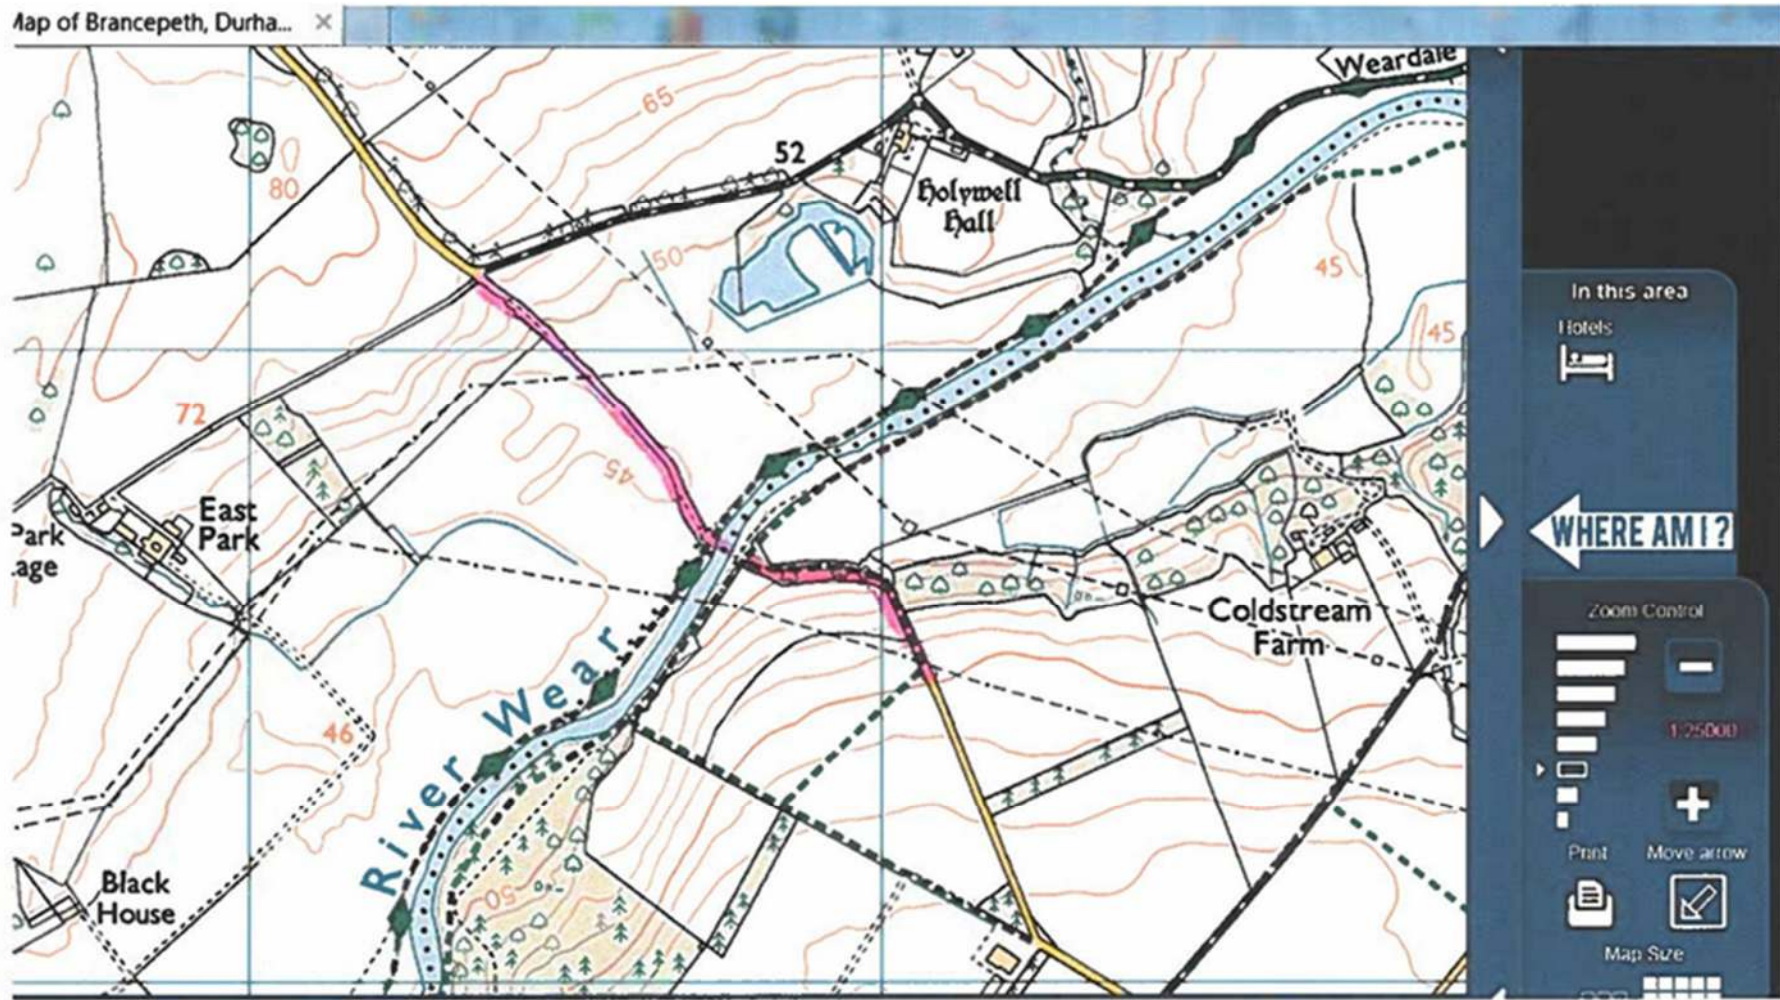 Map of Brancepeth, Durha...
Weardale
65
52
80
Holywell
Hall
50
45
45
72
45
East
Park
Park
WHERE AM I?
Coldstream
Farm
46
River Wear
Black
House
50
In this area
Hotels
Zoom Control
1:25000
Print
Move arrow
Map Size